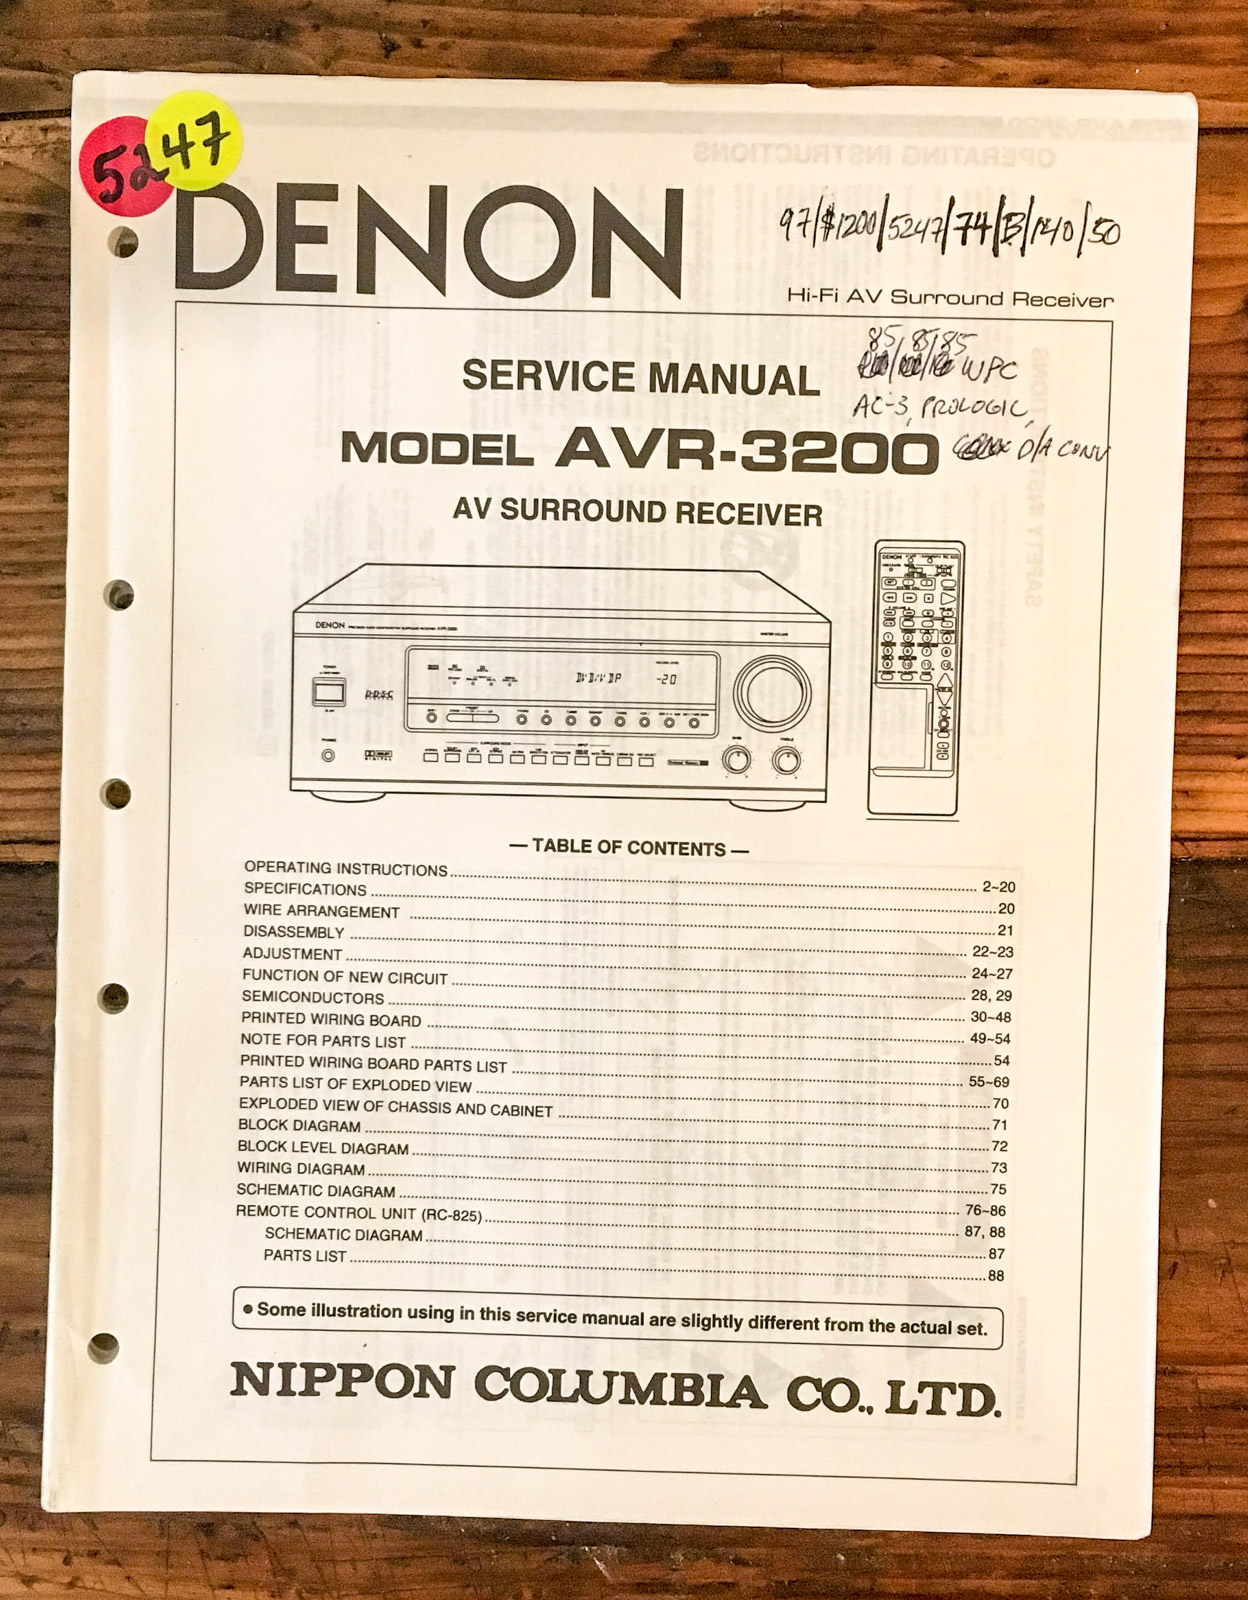 5247
DENON
97/$1200/5247/74/B/140/50
Hi-Fi AV Surround Receiver
85/85/85
WPC
SERVICE MANUAL
AC-3, PROLOGIC,
MODEL AVR-3200
D/A CONV
AV SURROUND RECEIVER
DENON
DENON
DVD/VDP -20
— TABLE OF CONTENTS —
OPERATING INSTRUCTIONS 2~20
SPECIFICATIONS 20
WIRE ARRANGEMENT 21
DISASSEMBLY 22~23
ADJUSTMENT 24~27
FUNCTION OF NEW CIRCUIT 28, 29
SEMICONDUCTORS 30~48
PRINTED WIRING BOARD 49~54
NOTE FOR PARTS LIST 54
PRINTED WIRING BOARD PARTS LIST 55~69
PARTS LIST OF EXPLODED VIEW 70
EXPLODED VIEW OF CHASSIS AND CABINET 71
BLOCK DIAGRAM 72
BLOCK LEVEL DIAGRAM 73
WIRING DIAGRAM 75
SCHEMATIC DIAGRAM 76~86
REMOTE CONTROL UNIT (RC-825) 87, 88
SCHEMATIC DIAGRAM 87
PARTS LIST 88
● Some illustration using in this service manual are slightly different from the actual set.
NIPPON COLUMBIA CO., LTD.